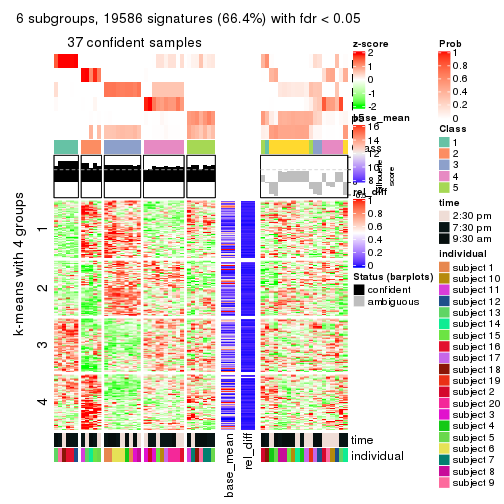 6 subgroups, 19586 signatures (66.4%) with fdr < 0.05
37 confident samples
k-means with 4 groups
1
2
3
4
time
individual
base_mean
rel_diff
z-score
2
1
0
-1
-2
base_mean
16
14
12
10
8
Silhouette
score
rel_diff
1
0.8
0.6
0.4
0.2
0
Status (barplots)
confident
ambiguous
Prob
1
0.8
0.6
0.4
0.2
0
Class
1
2
3
4
5
time
2:30 pm
7:30 pm
9:30 am
Individual
subject 1
subject 10
subject 11
subject 12
subject 13
subject 14
subject 15
subject 16
subject 17
subject 18
subject 19
subject 2
subject 20
subject 3
subject 4
subject 5
subject 6
subject 7
subject 8
subject 9